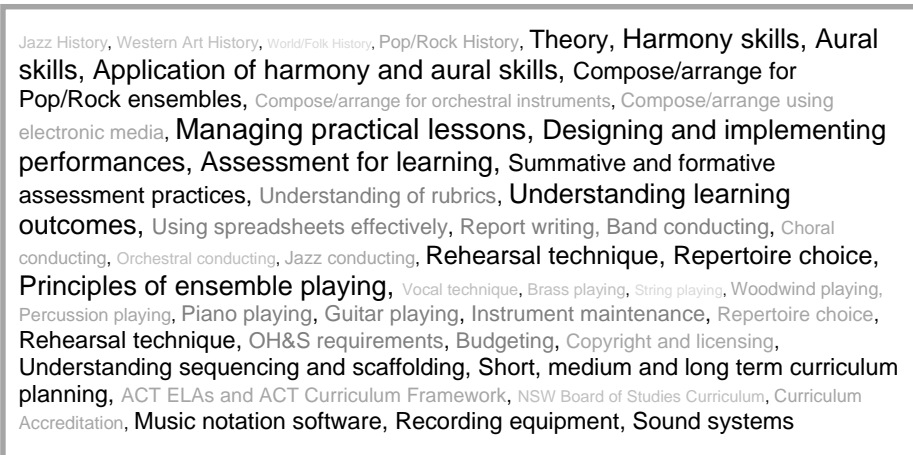 Jazz History, Western Art History, World/Folk History, Pop/Rock History, Theory, Harmony skills, Aural
skills, Application of harmony and aural skills, Compose/arrange for
Pop/Rock ensembles, Compose/arrange for orchestral instruments, Compose/arrange using
electronic media, Managing practical lessons, Designing and implementing
performances, Assessment for learning, Summative and formative
assessment practices, Understanding of rubrics, Understanding learning
outcomes, Using spreadsheets effectively, Report writing, Band conducting, Choral
conducting, Orchestral conducting, Jazz conducting, Rehearsal technique, Repertoire choice,
Principles of ensemble playing, Vocal technique, Brass playing, String playing, Woodwind playing,
Percussion playing, Piano playing, Guitar playing, Instrument maintenance, Repertoire choice,
Rehearsal technique, OH&S requirements, Budgeting, Copyright and licensing,
Understanding sequencing and scaffolding, Short, medium and long term curriculum
planning, ACT ELAs and ACT Curriculum Framework, NSW Board of Studies Curriculum, Curriculum
Accreditation, Music notation software, Recording equipment, Sound systems